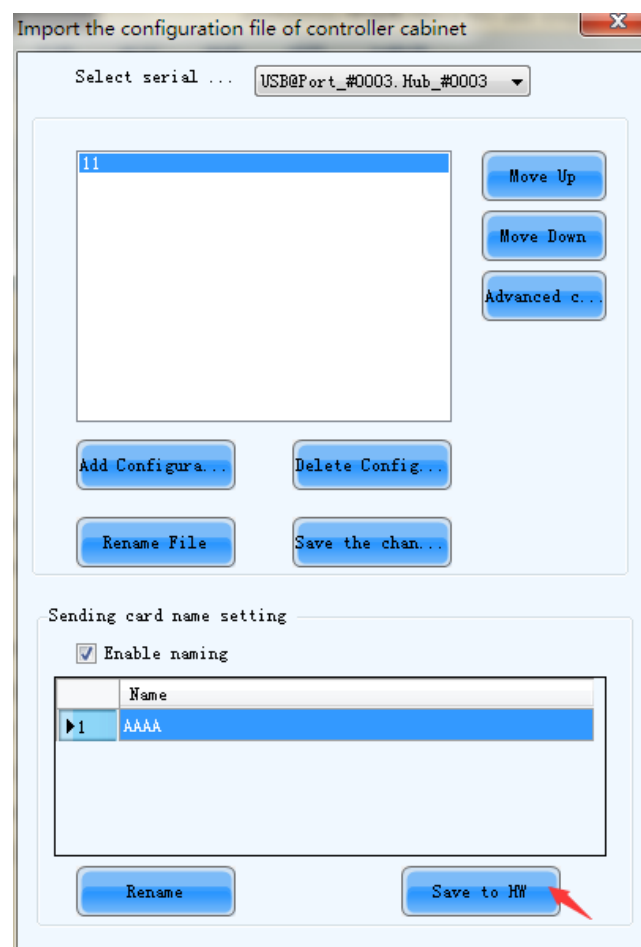 Import the configuration file of controller cabinet
Select serial ...
USB@Port_#0003.Hub_#0003
11
Move Up
Move Down
Advanced c...
Add Configura...
Delete Config...
Rename File
Save the chan...
Sending card name setting
Enable naming
Name
1 AAAA
Rename
Save to HW